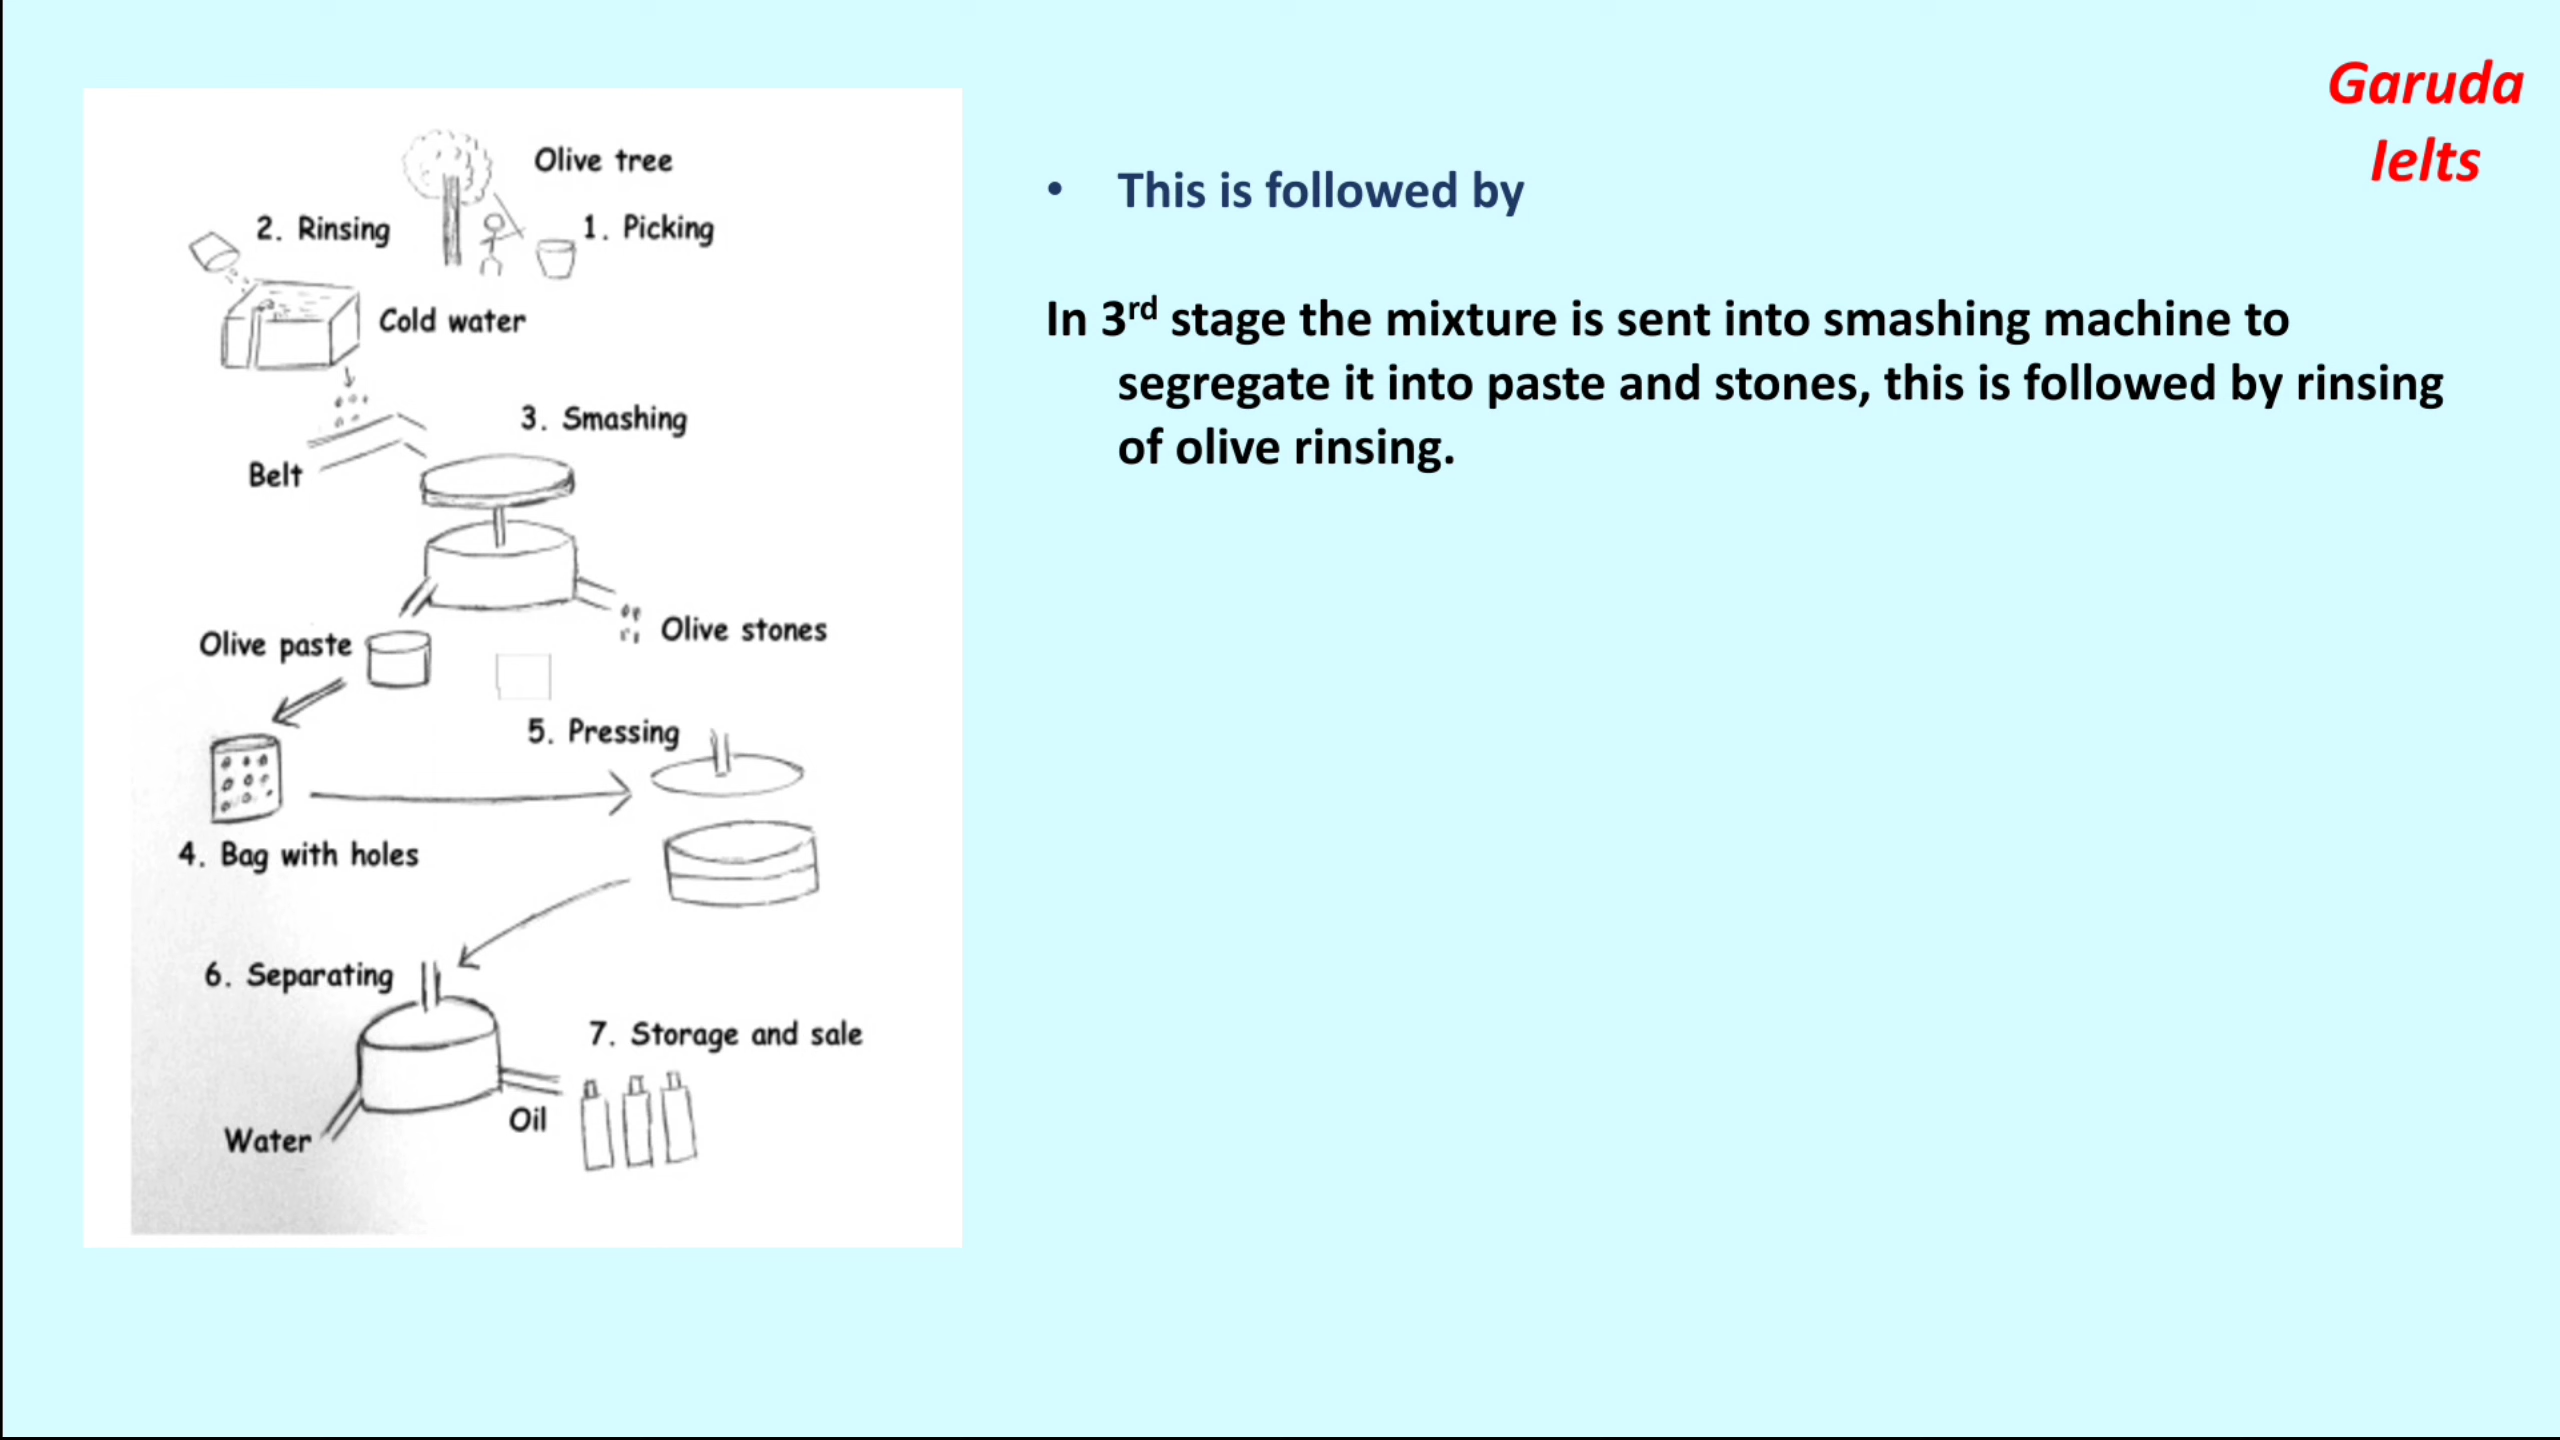 Garuda
Ielts
Olive tree
2. Rinsing
1. Picking
Cold water
3. Smashing
Belt
Olive stones
Olive paste
5. Pressing
4. Bag with holes
6. Separating
7. Storage and sale
Oil
Water
• This is followed by
In 3rd stage the mixture is sent into smashing machine to
segregate it into paste and stones, this is followed by rinsing
of olive rinsing.